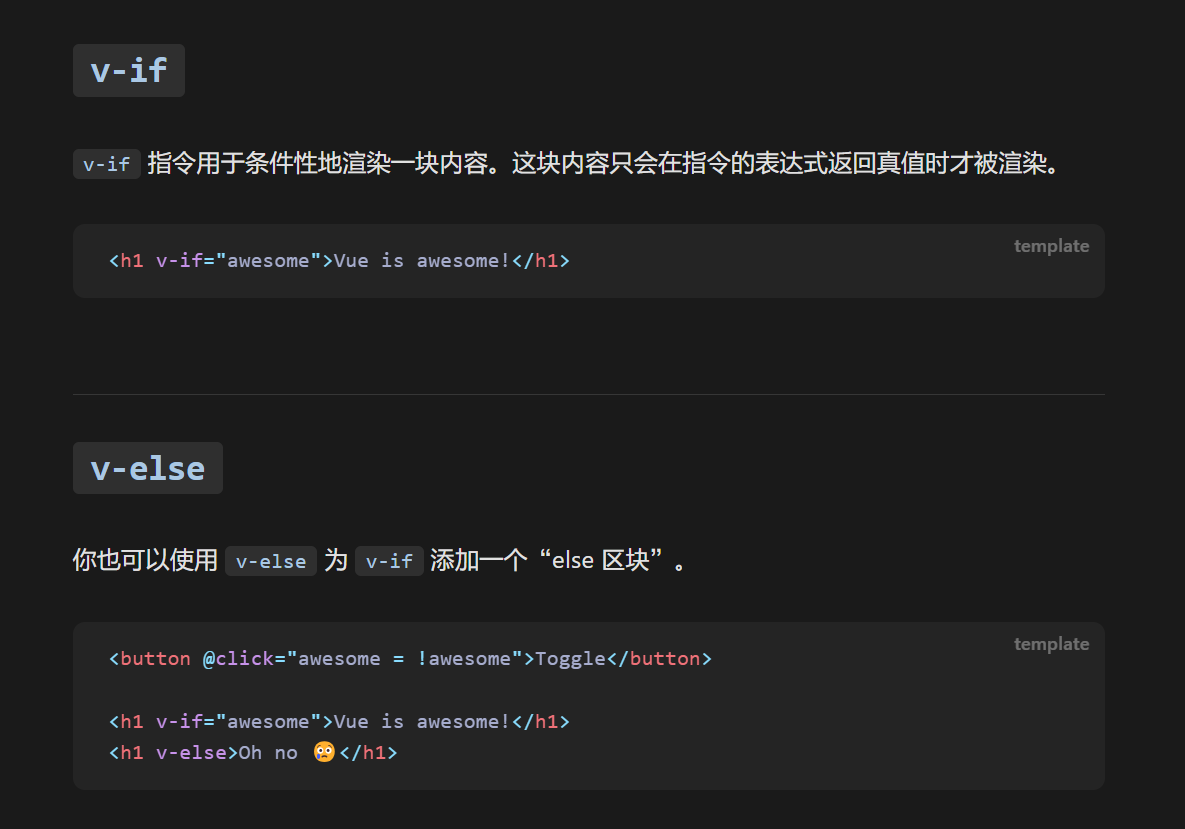 v-if
v-if 指令用于条件性地渲染一块内容。这块内容只会在指令的表达式返回真值时才被渲染。
template
<h1 v-if="awesome">Vue is awesome!</h1>
v-else
你也可以使用 v-else 为 v-if 添加一个“else 区块”。
template
<button @click="awesome = !awesome">Toggle</button>
<h1 v-if="awesome">Vue is awesome!</h1>
<h1 v-else>Oh no 😢</h1>